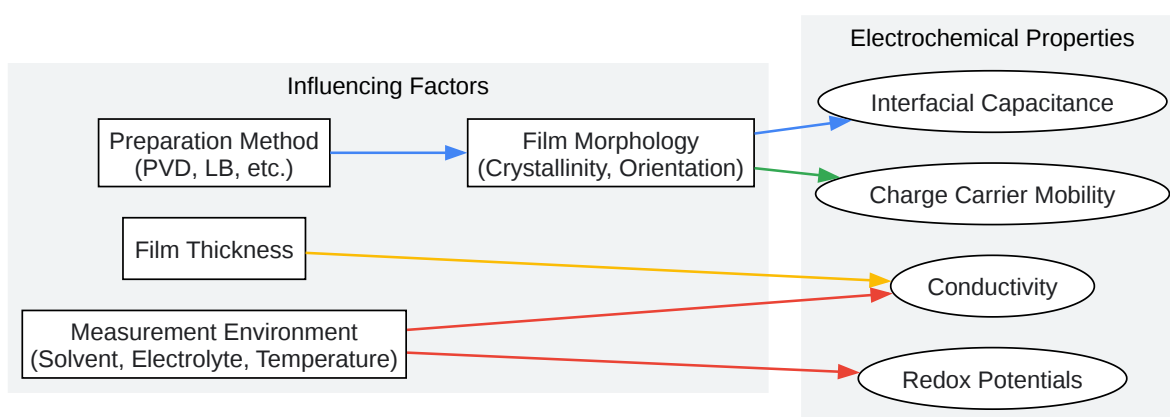 Electrochemical Properties
Influencing Factors
Interfacial Capacitance
Preparation Method
(PVD, LB, etc.)
Film Morphology
(Crystallinity, Orientation)
Charge Carrier Mobility
Film Thickness
Conductivity
Measurement Environment
(Solvent, Electrolyte, Temperature)
Redox Potentials